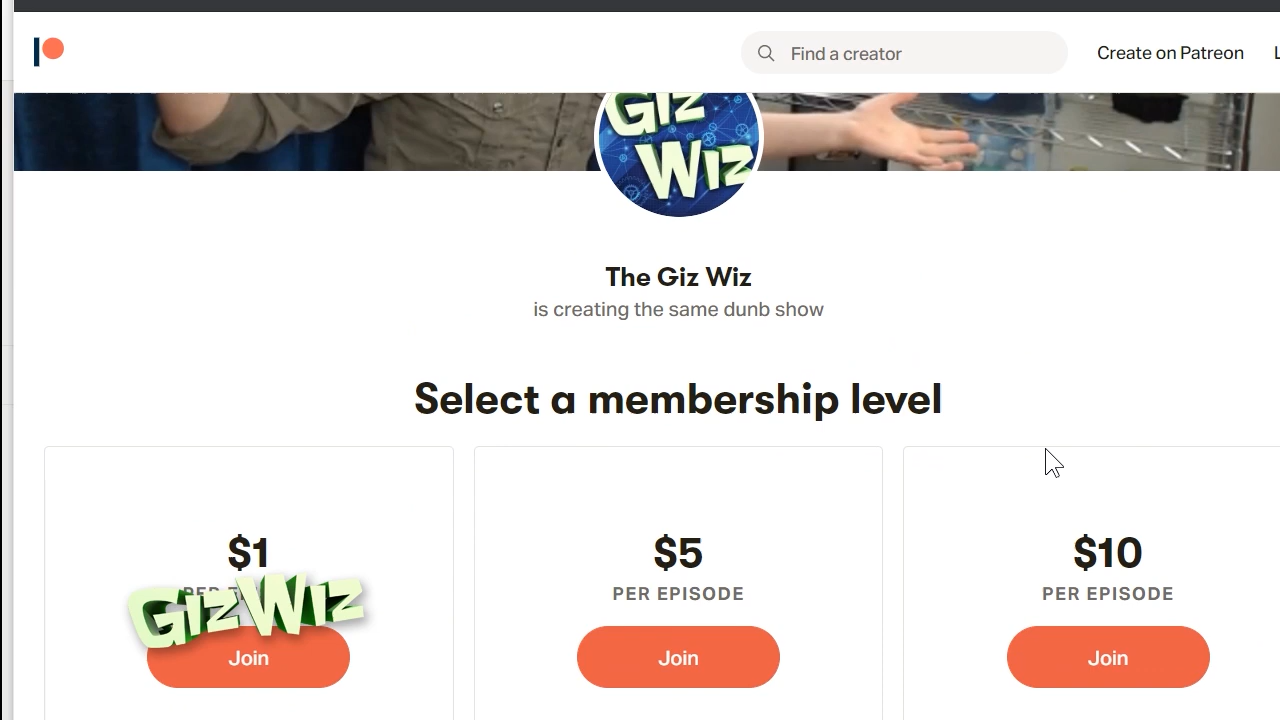 Find a creator
Create on Patreon
GIZ
WIZ
The Giz Wiz
is creating the same dunb show
Select a membership level
$1
$5
$10
PER EPISODE
PER EPISODE
GIZWIZ
Join
Join
Join